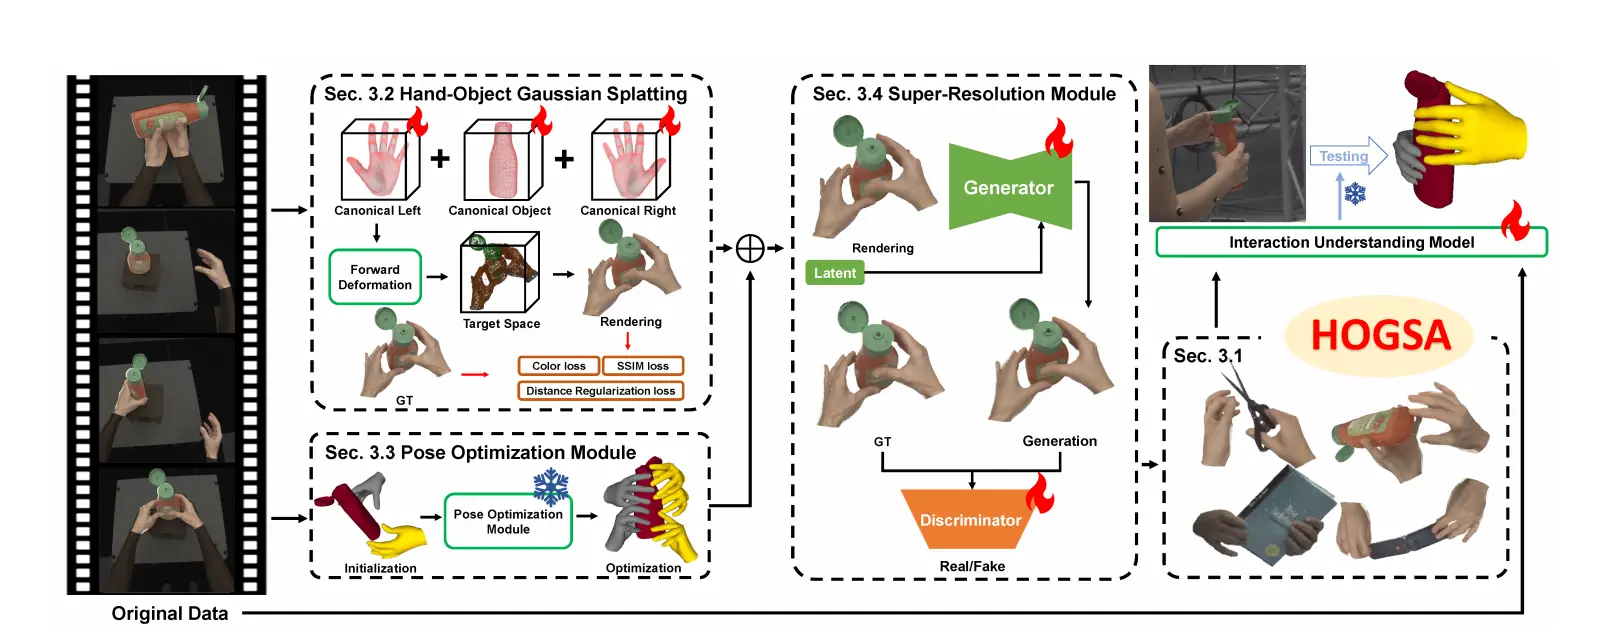 Sec. 3.2 Hand-Object Gaussian Splatting
Canonical Left
Canonical Object
Canonical Right
Forward
Deformation
Target Space
Rendering
GT
Color loss
SSIM loss
Distance Regularization loss
Sec. 3.3 Pose Optimization Module
Initialization
Pose Optimization
Module
Optimization
Original Data
Sec. 3.4 Super-Resolution Module
Generator
Rendering
Latent
GT
Generation
Discriminator
Real/Fake
Testing
Interaction Understanding Model
HOGSA
Sec. 3.1